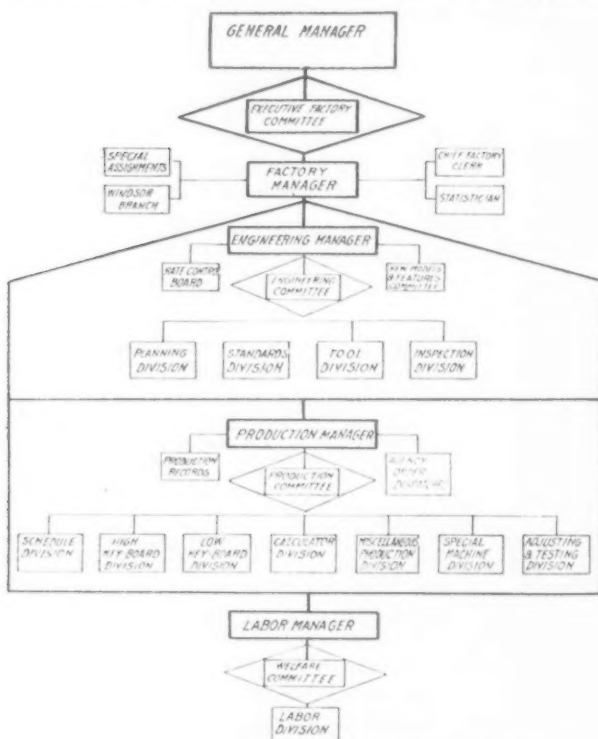 GENERAL MANAGER
EXECUTIVE FACTORY
COMMITTEE
SPECIAL
ASSIGNMENTS
CHIEF FACTORY
CLERK
FACTORY
MANAGER
WINDSOR
BRANCH
STATISTICIAN
ENGINEERING MANAGER
RATE CONTROL
BOARD
ENGINEERING
COMMITTEE
NEW MODELS
& FEATURES
COMMITTEE
PLANNING
DIVISION
STANDARDS
DIVISION
TOOL
DIVISION
INSPECTION
DIVISION
PRODUCTION MANAGER
PRODUCTION
RECORDS
PRODUCTION
COMMITTEE
AGENCY
ORDER
SCHEDULE
DIVISION
HIGH
KEY-BOARD
DIVISION
LOW
KEY-BOARD
DIVISION
CALCULATOR
DIVISION
MISCELLANEOUS
PRODUCTION
DIVISION
SPECIAL
MACHINE
DIVISION
ADJUSTING
& TESTING
DIVISION
LABOR MANAGER
WELFARE
COMMITTEE
LABOR
DIVISION